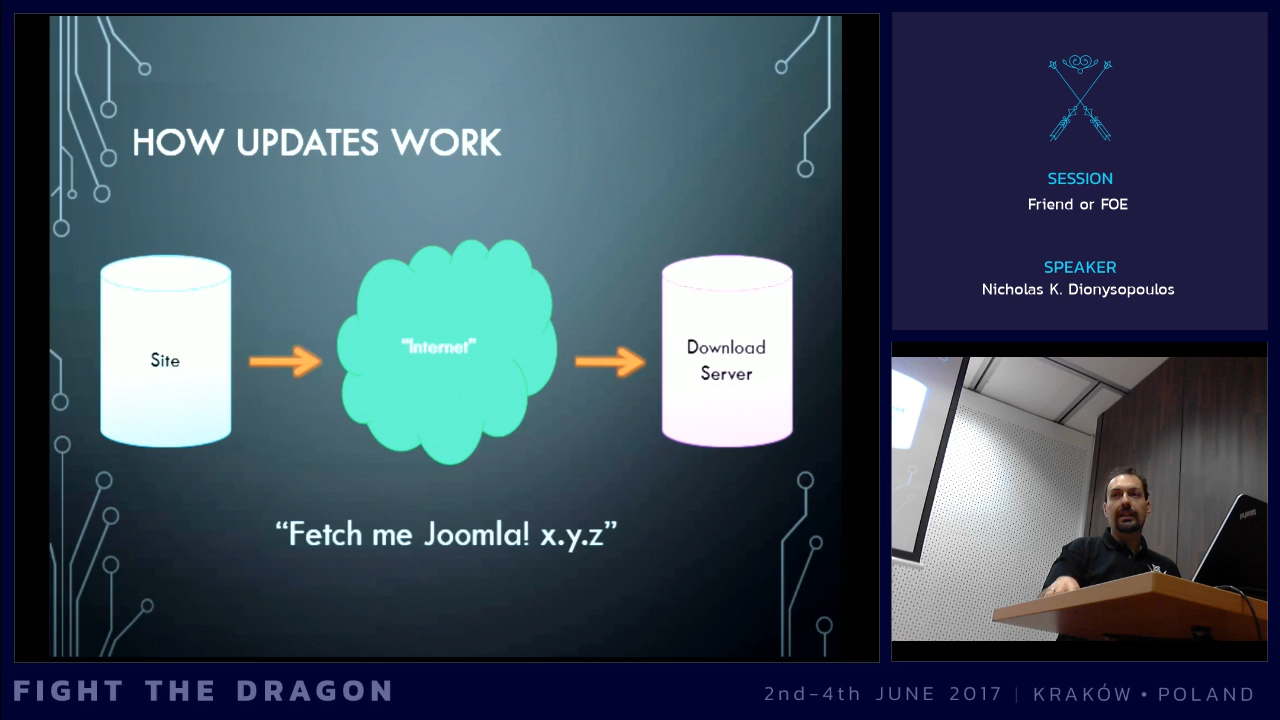 HOW UPDATES WORK
Site
“Internet”
Download
Server
“Fetch me Joomla! x.y.z”
SESSION
Friend or FOE
SPEAKER
Nicholas K. Dionysopoulos
FIGHT THE DRAGON
2nd-4th JUNE 2017 | KRAKÓW • POLAND